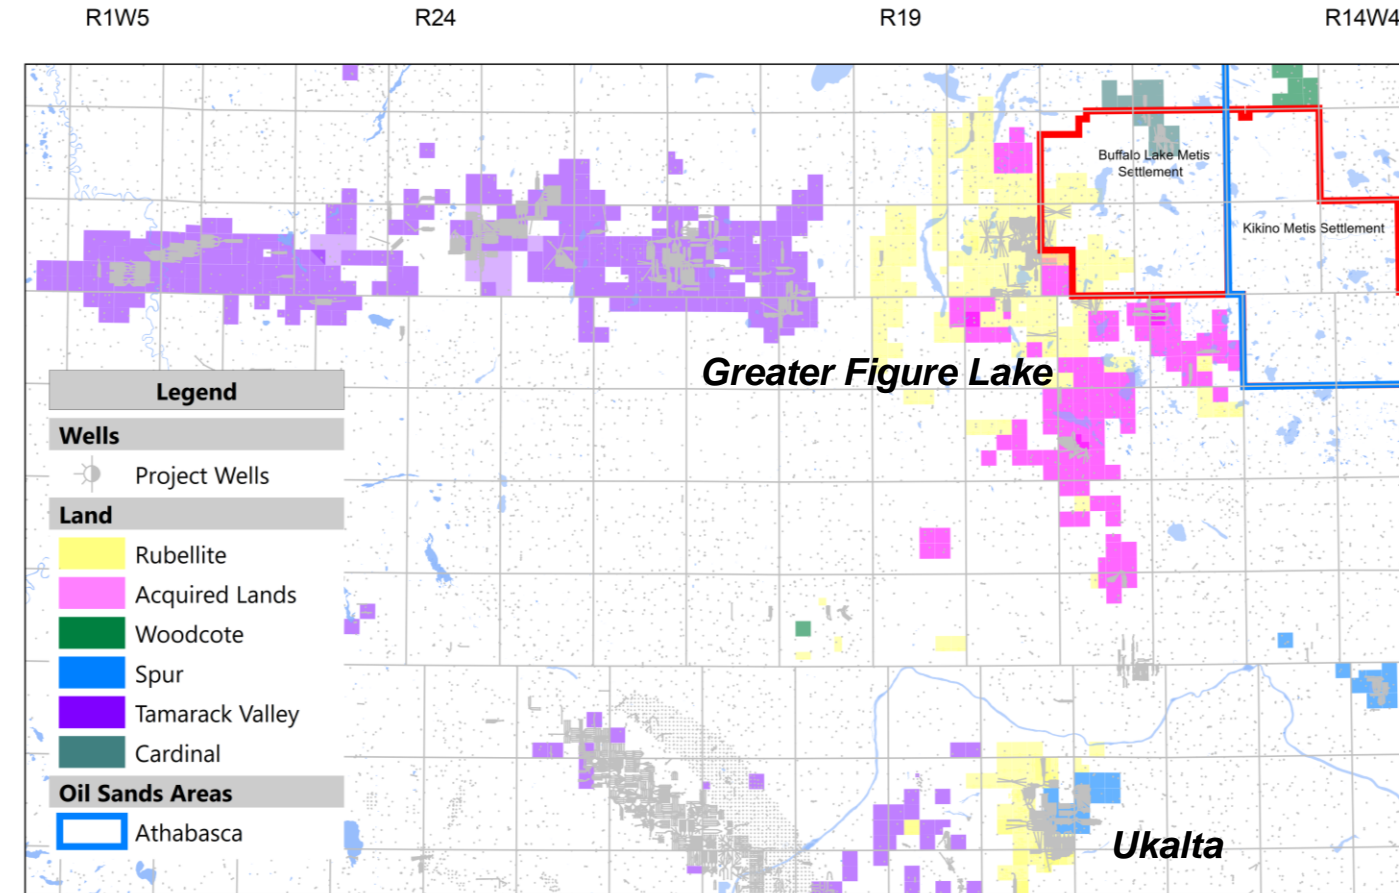 R1W5 R24 R19 R14W4
Buffalo Lake Metis
Settlement
Kikino Metis Settlement
Greater Figure Lake
Legend
Wells
Project Wells
Land
Rubellite
Acquired Lands
Woodcote
Spur
Tamarack Valley
Cardinal
Oil Sands Areas
Athabasca
Ukalta